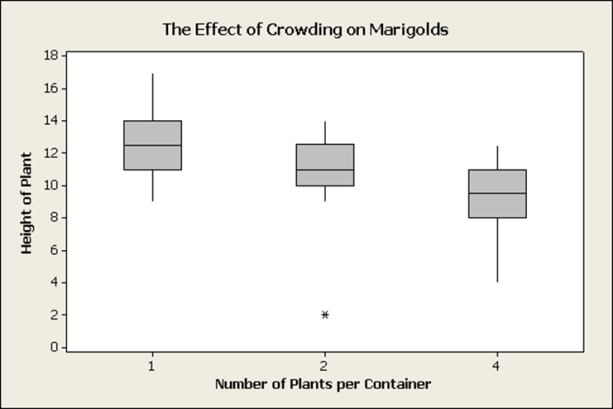 The Effect of Crowding on Marigolds
18
16
14
12
10
8
6
4
2
0
Height of Plant
1 2 4
Number of Plants per Container